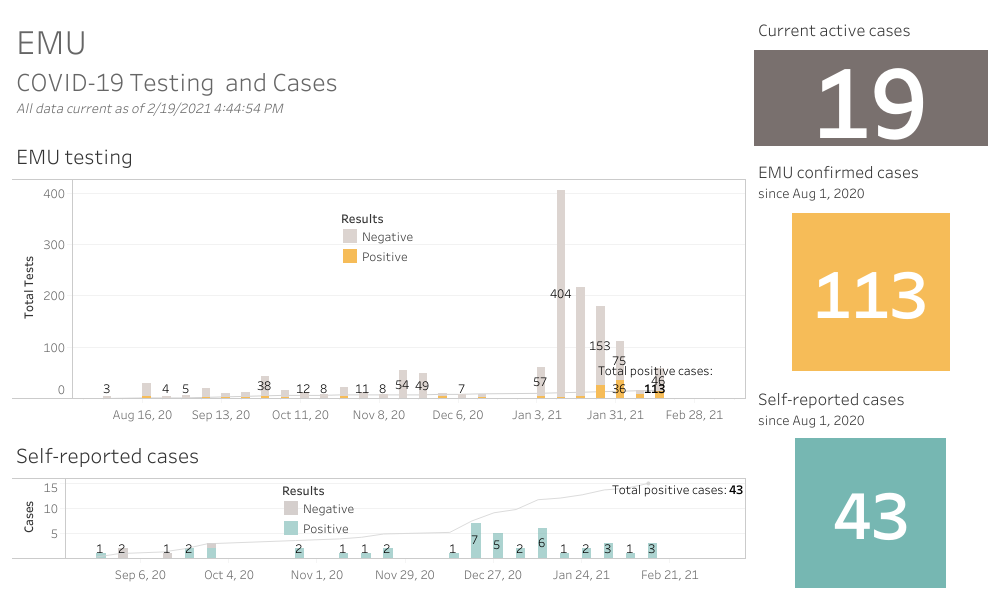 EMU
COVID-19 Testing and Cases
All data current as of 2/19/2021 4:44:54 PM
Current active cases
19
EMU confirmed cases
since Aug 1, 2020
113
Self-reported cases
since Aug 1, 2020
43
EMU testing
Total Tests
400
300
200
100
0
Results
Negative
Positive
3
4
5
38
12
8
11
8
54
49
7
57
404
153
75
36
46
Total positive cases:
113
Aug 16, 20
Sep 13, 20
Oct 11, 20
Nov 8, 20
Dec 6, 20
Jan 3, 21
Jan 31, 21
Feb 28, 21
Self-reported cases
Cases
15
10
5
Results
Negative
Positive
Total positive cases: 43
1
2
1
2
2
1
1
2
1
7
5
2
6
1
2
3
1
3
Sep 6, 20
Oct 4, 20
Nov 1, 20
Nov 29, 20
Dec 27, 20
Jan 24, 21
Feb 21, 21